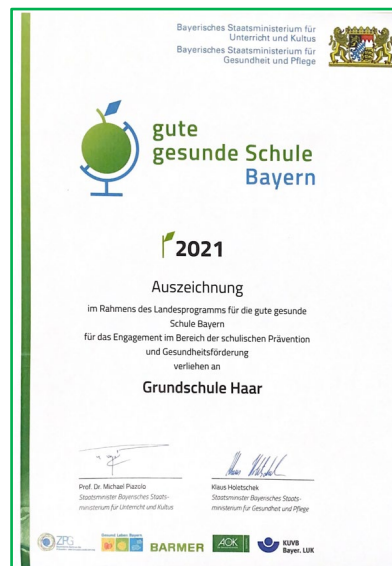 Bayerisches Staatsministerium für
Unterricht und Kultus
Bayerisches Staatsministerium für
Gesundheit und Pflege
gute
gesunde Schule
Bayern
2021
Auszeichnung
im Rahmens des Landesprogramms für die gute gesunde
Schule Bayern
für das Engagement im Bereich der schulischen Prävention
und Gesundheitsförderung
verliehen an
Grundschule Haar
Prof. Dr. Michael Piazolo
Staatsminister Bayerisches Staats-
ministerium für Unterricht und Kultus
Klaus Holetschek
Staatsminister Bayerisches Staats-
ministerium für Gesundheit und Pflege
ZPG
Gesund.Leben.Bayern.
BARMER
AOK
KUVB
Bayer. LUK